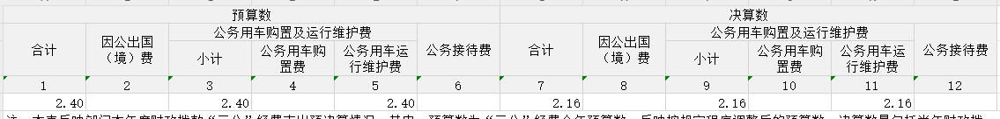 预算数 决算数
合计 因公出国（境）费 公务用车购置及运行维护费 公务接待费 合计 因公出国（境）费 公务用车购置及运行维护费 公务接待费
小计 公务用车购置费 公务用车运行维护费 小计 公务用车购置费 公务用车运行维护费
1 2 3 4 5 6 7 8 9 10 11 12
2.40 2.40 2.40 2.16 2.16 2.16